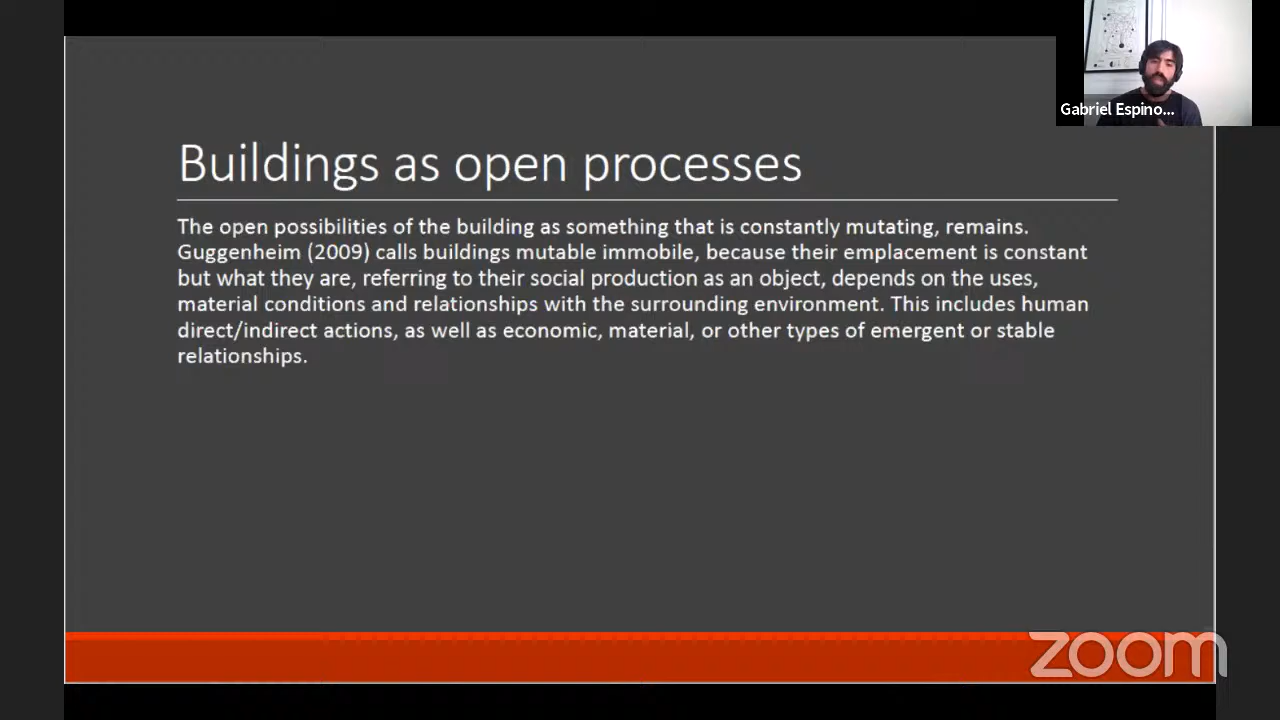 Gabriel Espino...
Buildings as open processes
The open possibilities of the building as something that is constantly mutating, remains.
Guggenheim (2009) calls buildings mutable immobile, because their emplacement is constant
but what they are, referring to their social production as an object, depends on the uses,
material conditions and relationships with the surrounding environment. This includes human
direct/indirect actions, as well as economic, material, or other types of emergent or stable
relationships.
zoom